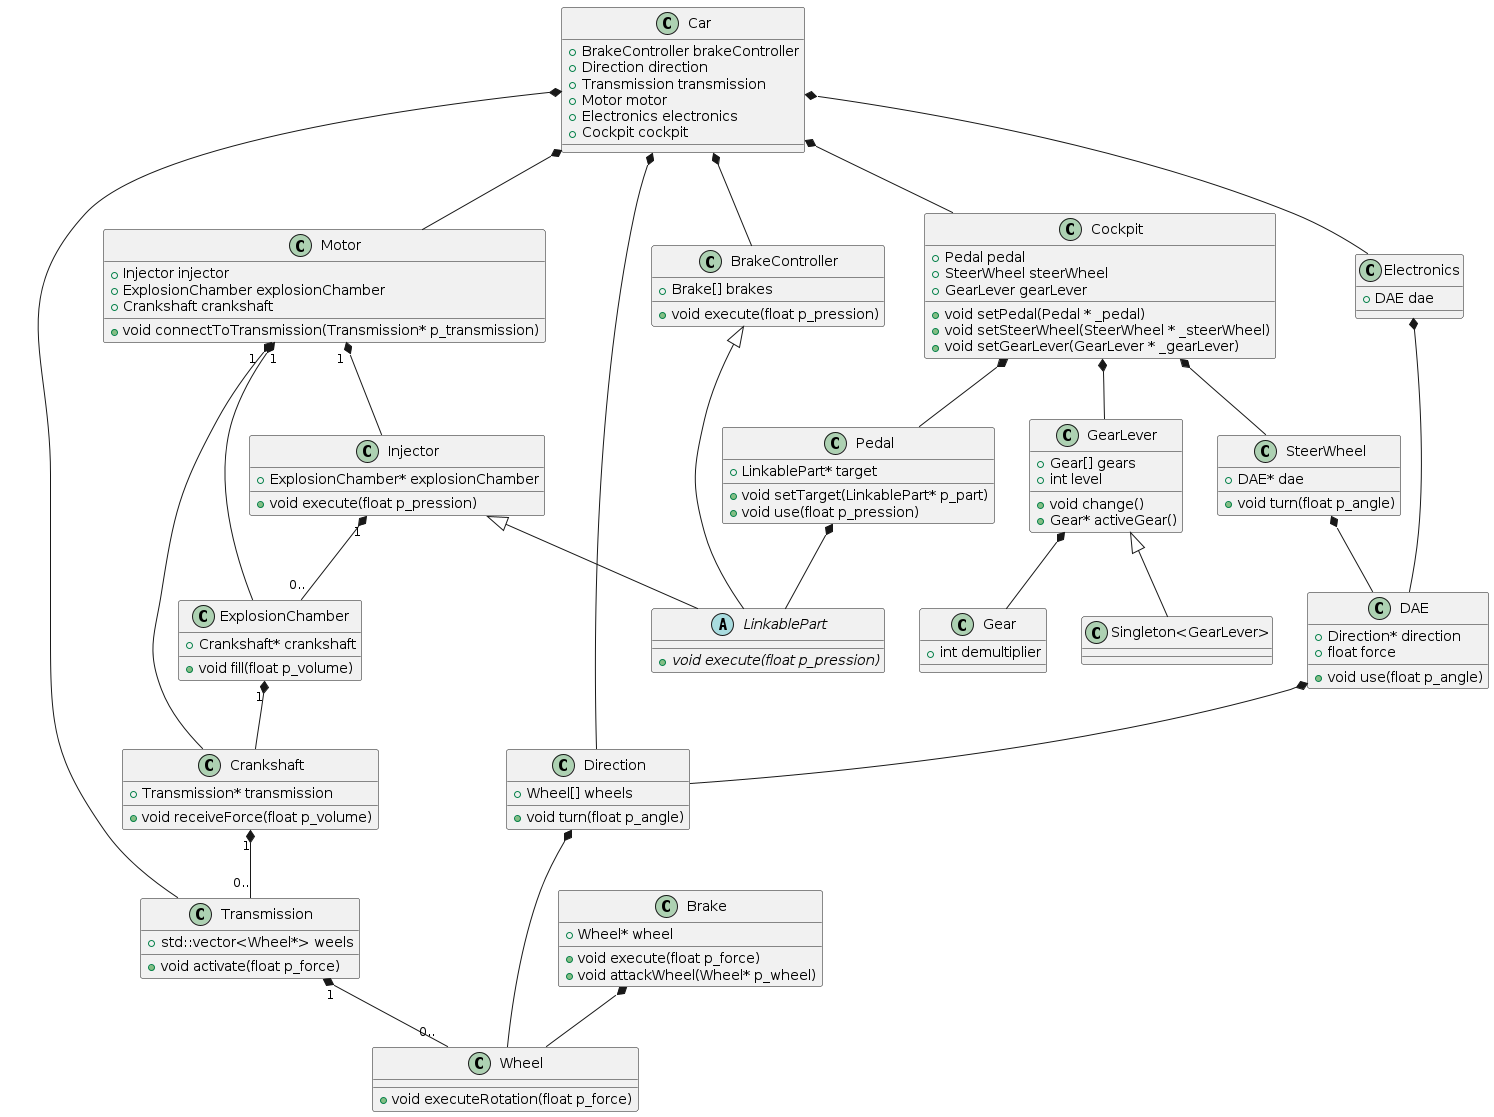 C Car
BrakeController brakeController
Direction direction
Transmission transmission
Motor motor
Electronics electronics
Cockpit cockpit
C Motor
Injector injector
ExplosionChamber explosionChamber
Crankshaft crankshaft
void connectToTransmission(Transmission* p_transmission)
1
1
1
C BrakeController
Brake[] brakes
void execute(float p_pression)
C Cockpit
Pedal pedal
SteerWheel steerWheel
GearLever gearLever
void setPedal(Pedal * _pedal)
void setSteerWheel(SteerWheel * _steerWheel)
void setGearLever(GearLever * _gearLever)
C Electronics
DAE dae
C Injector
ExplosionChamber* explosionChamber
void execute(float p_pression)
1
0..
C Pedal
LinkablePart* target
void setTarget(LinkablePart* p_part)
void use(float p_pression)
C GearLever
Gear[] gears
int level
void change()
Gear* activeGear()
C SteerWheel
DAE* dae
void turn(float p_angle)
C ExplosionChamber
Crankshaft* crankshaft
void fill(float p_volume)
1
A LinkablePart
void execute(float p_pression)
C Gear
int demultiplier
C Singleton<GearLever>
C DAE
Direction* direction
float force
void use(float p_angle)
C Crankshaft
Transmission* transmission
void receiveForce(float p_volume)
1
0..
C Direction
Wheel[] wheels
void turn(float p_angle)
C Transmission
std::vector<Wheel*> weels
void activate(float p_force)
1
0..
C Brake
Wheel* wheel
void execute(float p_force)
void attackWheel(Wheel* p_wheel)
C Wheel
void executeRotation(float p_force)